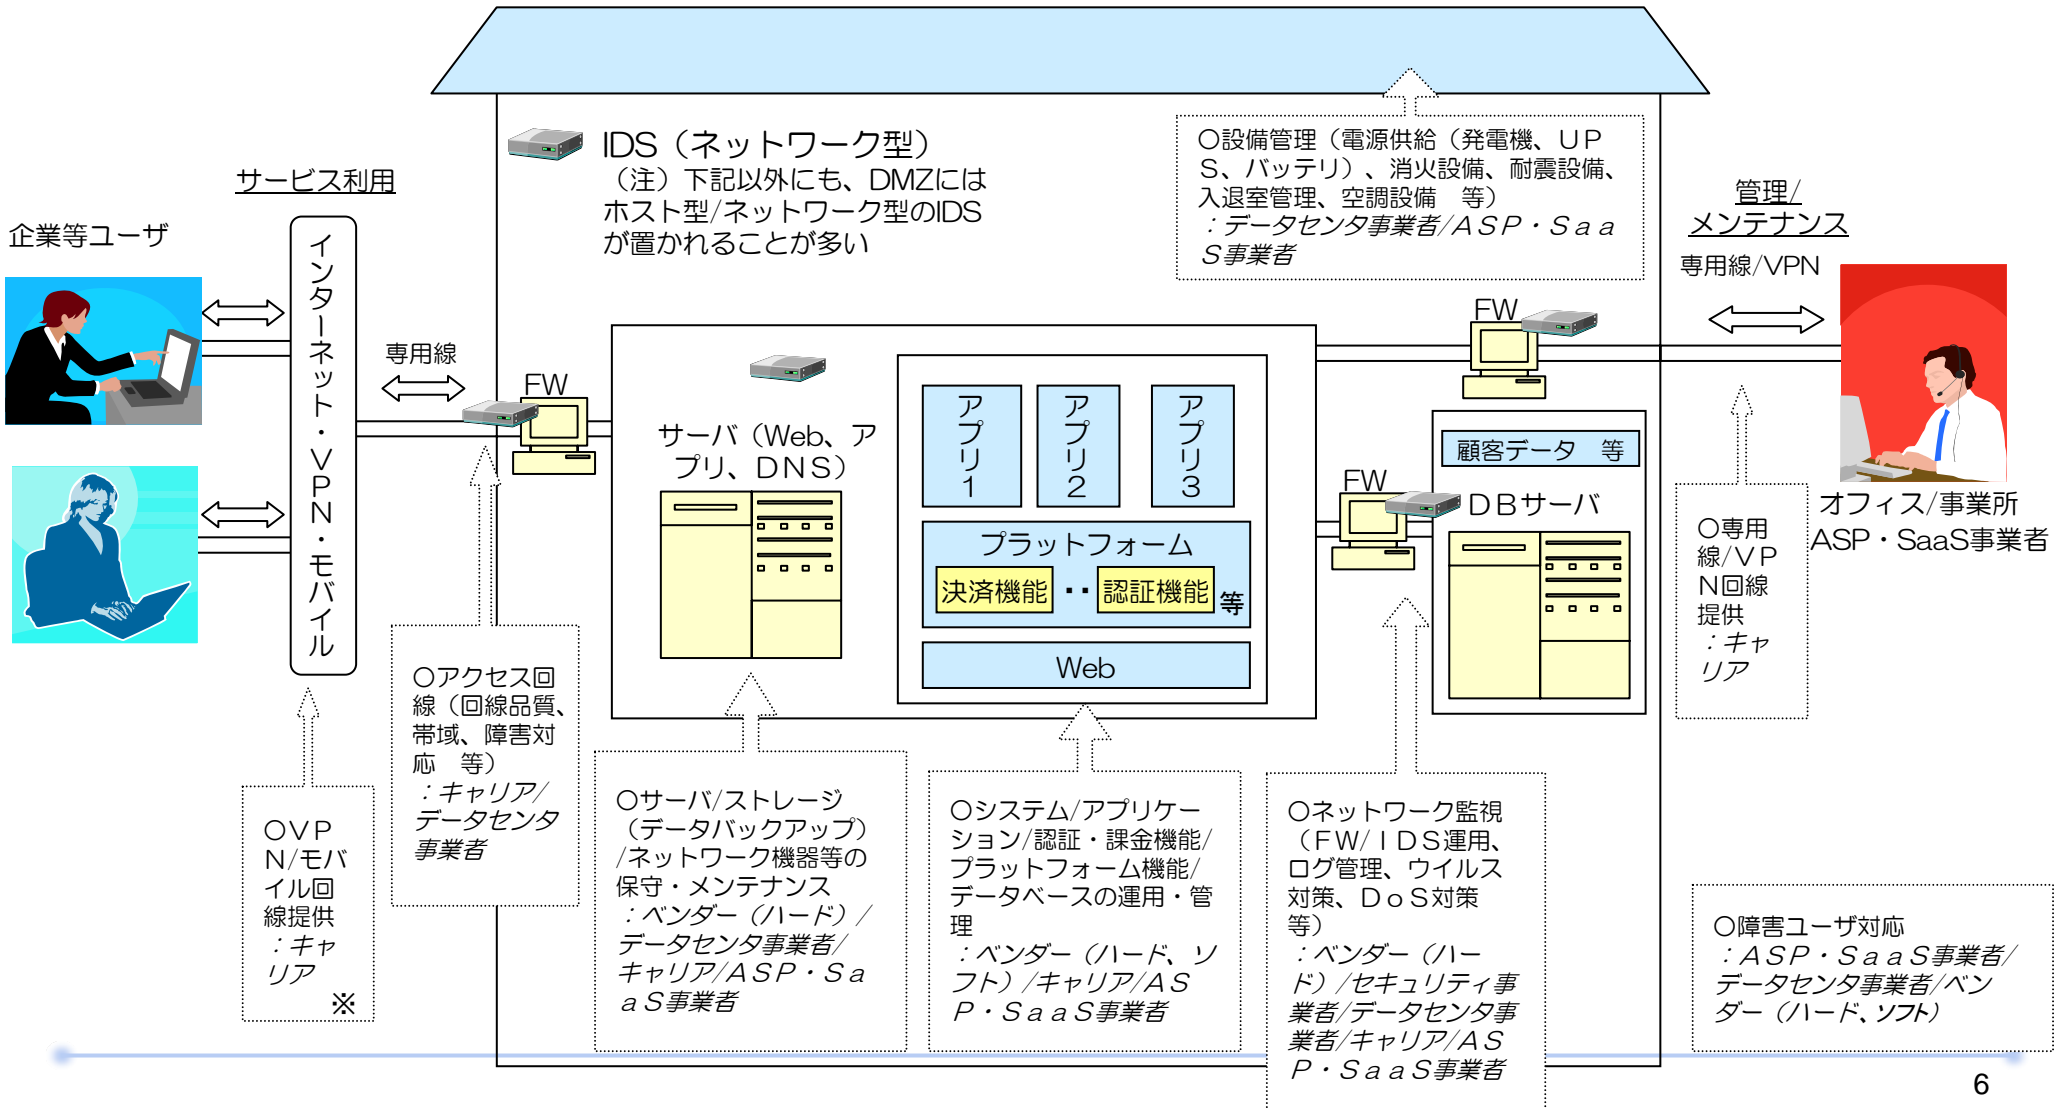 IDS（ネットワーク型）
（注）下記以外にも、DMZには
ホスト型/ネットワーク型のIDS
が置かれることが多い
サービス利用
企業等ユーザ
インターネット・VPN・モバイル
専用線
FW
サーバ（Web、ア
プリ、DNS）
アプリ1
アプリ2
アプリ3
プラットフォーム
決済機能
・・
認証機能
等
Web
○設備管理（電源供給（発電機、UP
S、バッテリ）、消火設備、耐震設備、
入退室管理、空調設備　等）
：データセンタ事業者/ASP・Saa
S事業者
管理/
メンテナンス
専用線/VPN
FW
FW
顧客データ　等
DBサーバ
オフィス/事業所
ASP・SaaS事業者
○専用
線/VP
N回線
提供
：キャ
リア
○VP
N/モバ
イル回
線提供
：キャ
リア
※
○アクセス回
線（回線品質、
帯域、障害対
応　等）
：キャリア/
データセンタ
事業者
○サーバ/ストレージ
（データバックアップ）
/ネットワーク機器等の
保守・メンテナンス
：ベンダー（ハード）/
データセンタ事業者/
キャリア/ASP・Sa
aS事業者
○システム/アプリケー
ション/認証・課金機能/
プラットフォーム機能/
データベースの運用・管
理
：ベンダー（ハード、ソ
フト）/キャリア/AS
P・SaaS事業者
○ネットワーク監視
（FW/IDS運用、
ログ管理、ウイルス
対策、DoS対策
等）
：ベンダー（ハー
ド）/セキュリティ事
業者/データセンタ事
業者/キャリア/AS
P・SaaS事業者
○障害ユーザ対応
：ASP・SaaS事業者/
データセンタ事業者/ベン
ダー（ハード、ソフト）
6